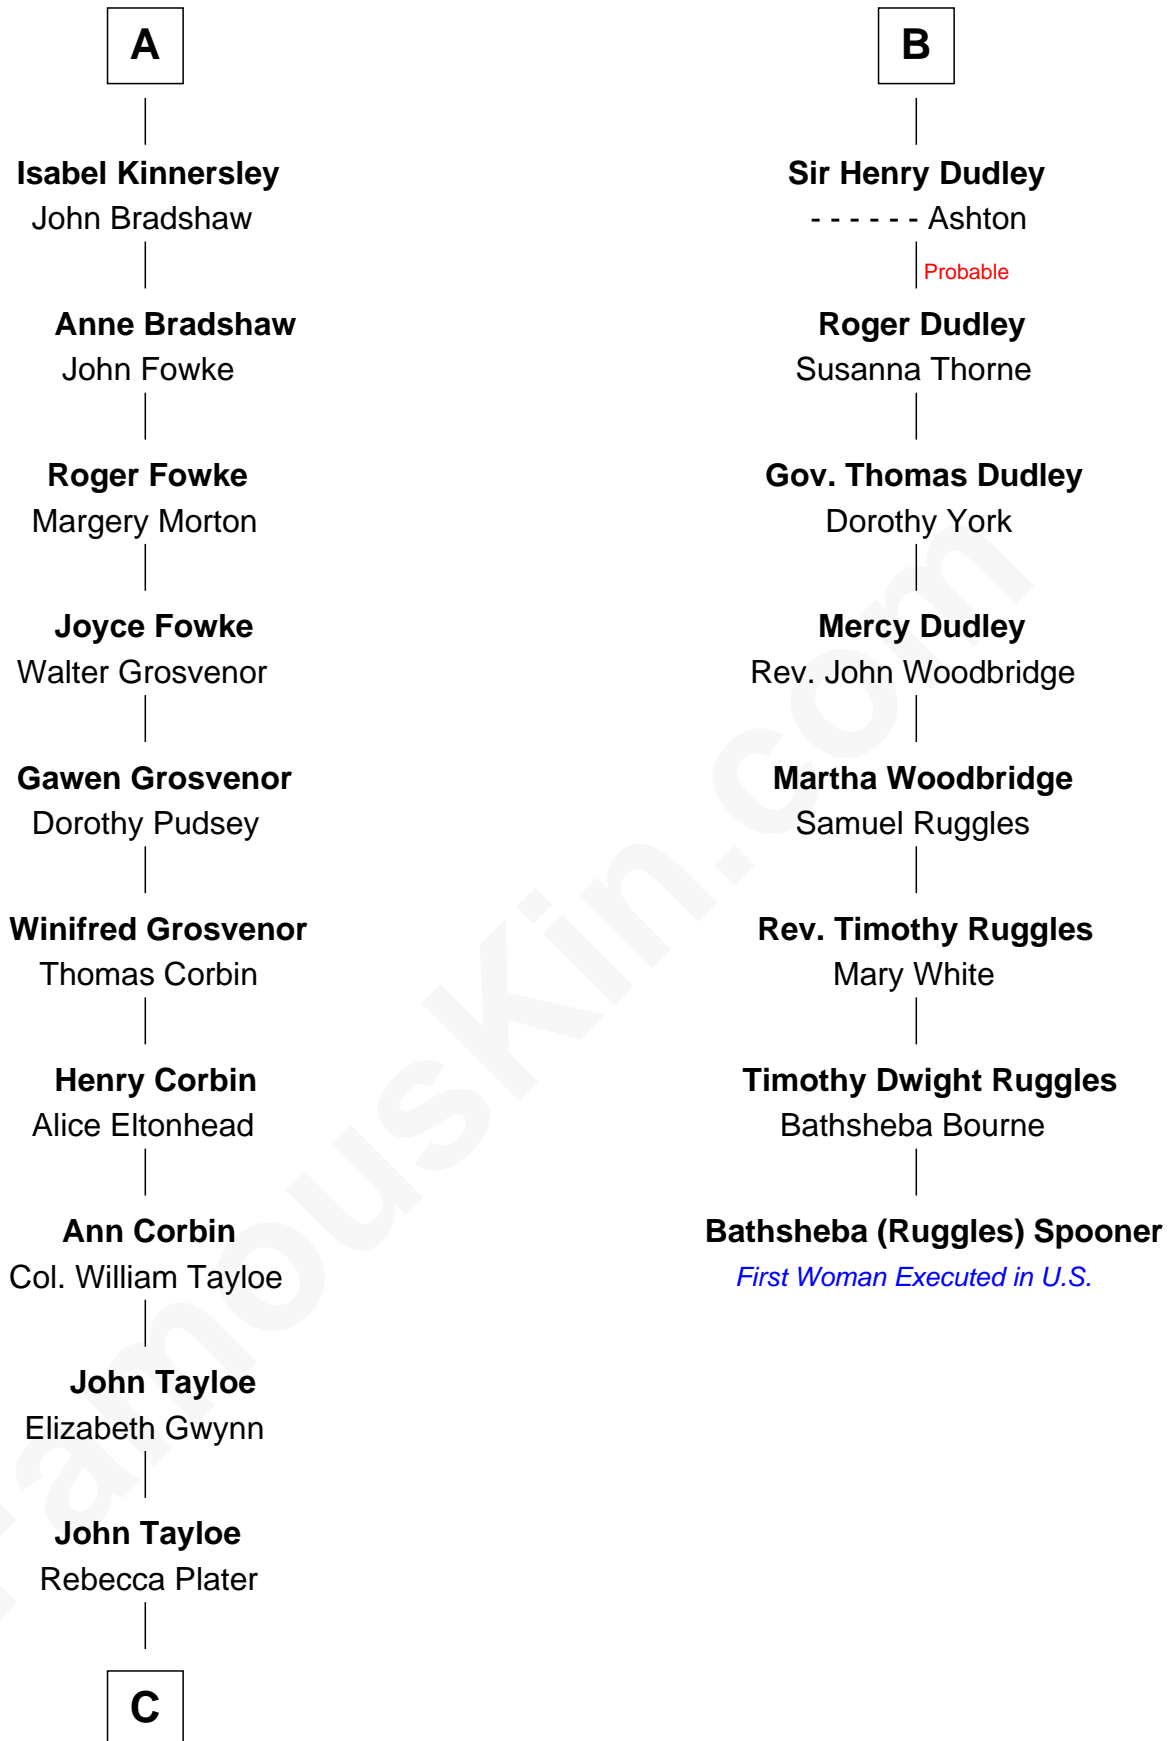 A
Isabel Kinnersley
John Bradshaw
Anne Bradshaw
John Fowke
Roger Fowke
Margery Morton
Joyce Fowke
Walter Grosvenor
Gawen Grosvenor
Dorothy Pudsey
Winifred Grosvenor
Thomas Corbin
Henry Corbin
Alice Eltonhead
Ann Corbin
Col. William Tayloe
John Tayloe
Elizabeth Gwynn
John Tayloe
Rebecca Plater
C
B
Sir Henry Dudley
- - - - - - Ashton
Probable
Roger Dudley
Susanna Thorne
Gov. Thomas Dudley
Dorothy York
Mercy Dudley
Rev. John Woodbridge
Martha Woodbridge
Samuel Ruggles
Rev. Timothy Ruggles
Mary White
Timothy Dwight Ruggles
Bathsheba Bourne
Bathsheba (Ruggles) Spooner
First Woman Executed in U.S.
FamousKin.com